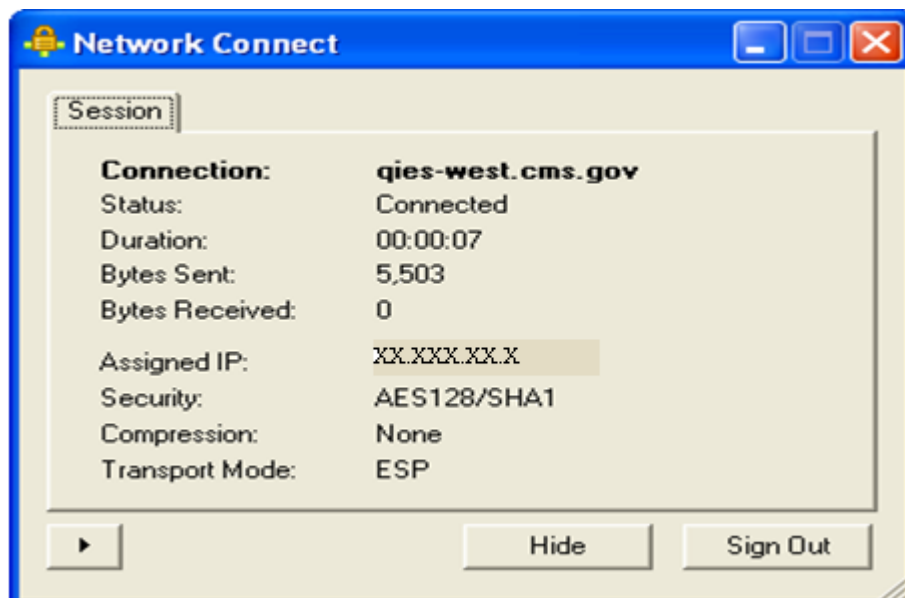 Network Connect
Session
Connection: qies-west.cms.gov
Status: Connected
Duration: 00:00:07
Bytes Sent: 5,503
Bytes Received: 0
Assigned IP: XX.XXX.XX.X
Security: AES128/SHA1
Compression: None
Transport Mode: ESP
Hide Sign Out